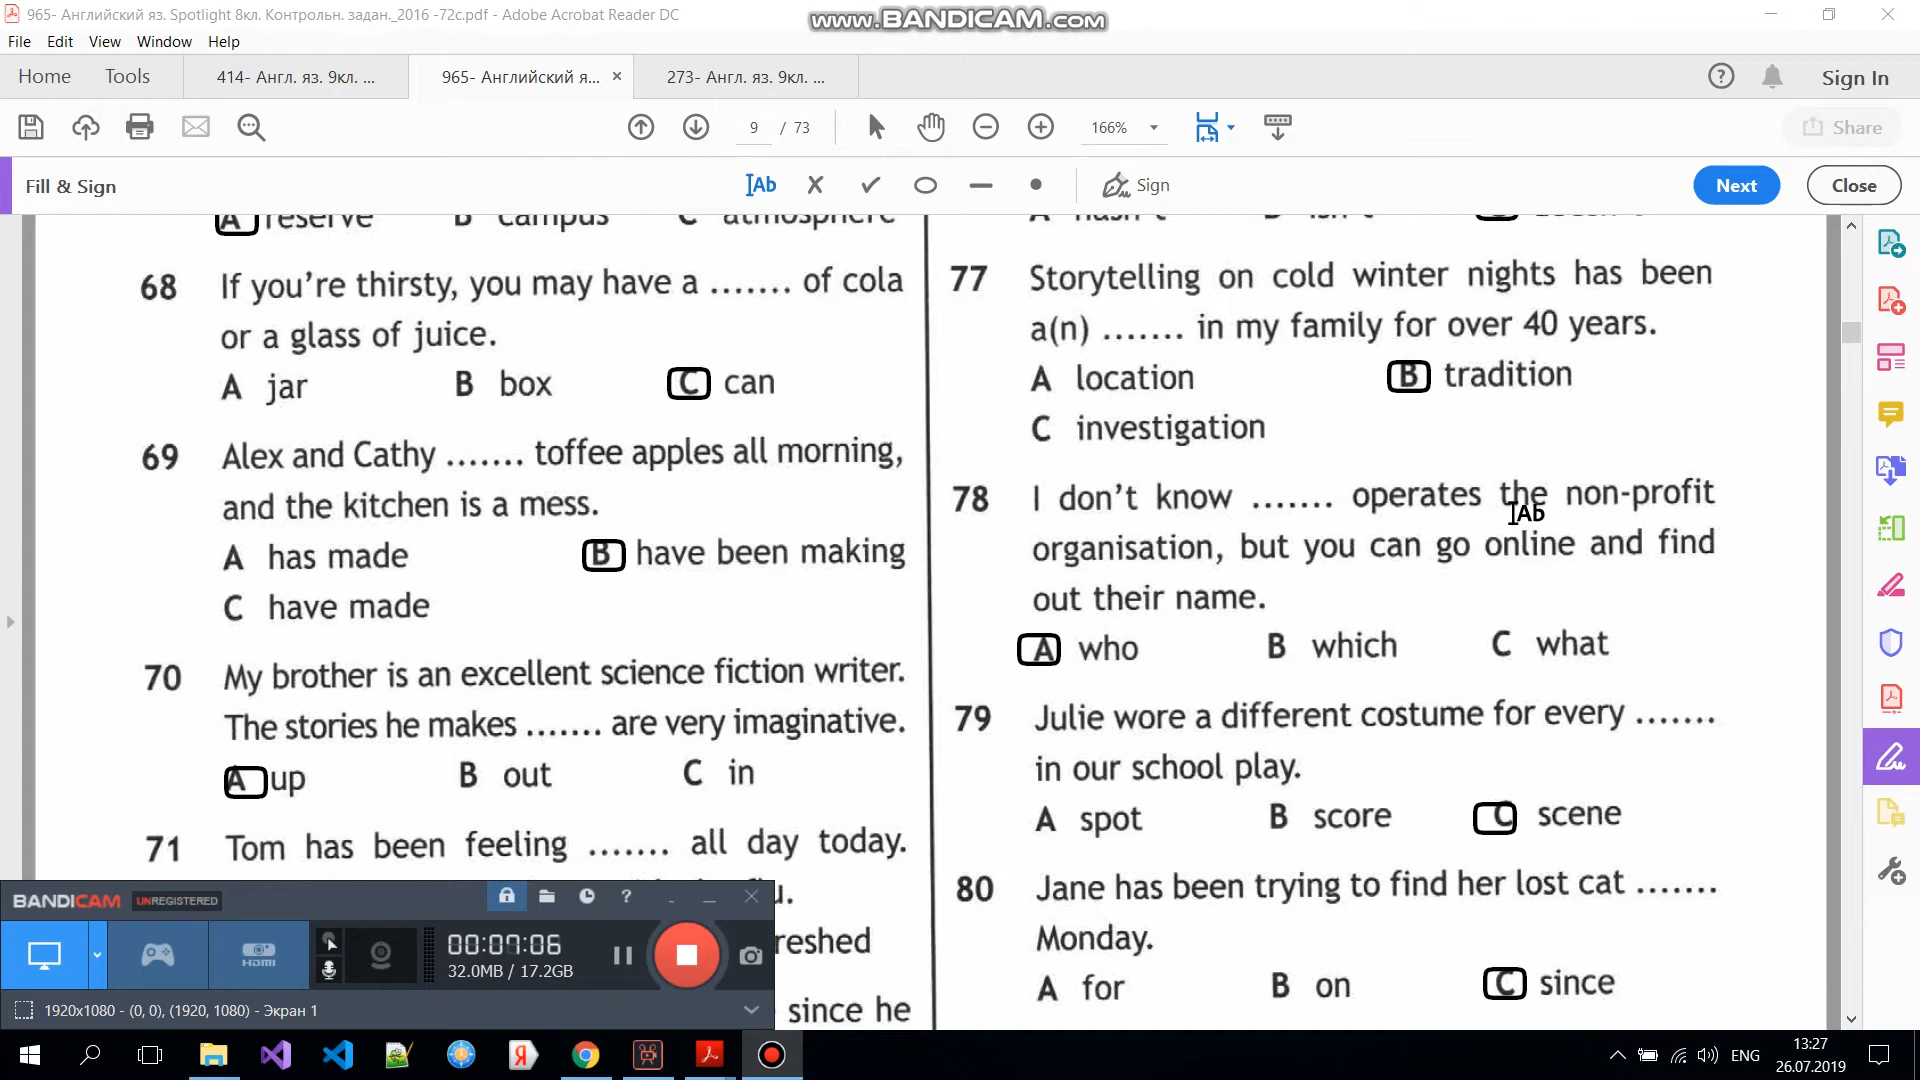 965- Английский яз. Spotlight 8кл. Контрольн. задан._2016 -72с.pdf - Adobe Acrobat Reader DC
www.BANDICAM.com
File Edit View Window Help
Home Tools 414- Англ. яз. 9кл. ... 965- Английский я... × 273- Англ. яз. 9кл. ... Sign In
9 / 73 166% Share
Fill & Sign Ab Sign Next Close
A reserve B campus C atmosphere
68 If you're thirsty, you may have a ....... of cola
or a glass of juice.
A jar B box C can
69 Alex and Cathy ....... toffee apples all morning,
and the kitchen is a mess.
A has made B have been making
C have made
70 My brother is an excellent science fiction writer.
The stories he makes ....... are very imaginative.
A up B out C in
71 Tom has been feeling ....... all day today.
reshed
since he
77 Storytelling on cold winter nights has been
a(n) ....... in my family for over 40 years.
A location B tradition
C investigation
78 I don't know ....... operates the non-profit
Ab
organisation, but you can go online and find
out their name.
A who B which C what
79 Julie wore a different costume for every .......
in our school play.
A spot B score C scene
80 Jane has been trying to find her lost cat .......
Monday.
A for B on C since
BANDICAM UNREGISTERED
HDMI
00:07:06
32.0MB / 17.2GB
1920x1080 - (0, 0), (1920, 1080) - Экран 1
ENG 13:27
26.07.2019